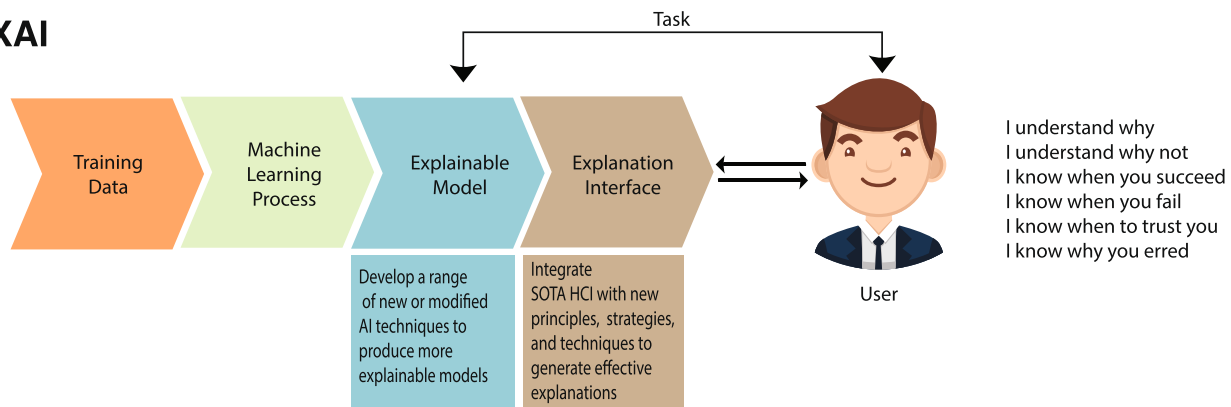 XAI
Task
Training
Data
Machine
Learning
Process
Explainable
Model
Explanation
Interface
I understand why
I understand why not
I know when you succeed
I know when you fail
I know when to trust you
I know why you erred
User
Develop a range
of new or modified
AI techniques to
produce more
explainable models
Integrate
SOTA HCI with new
principles, strategies,
and techniques to
generate effective
explanations